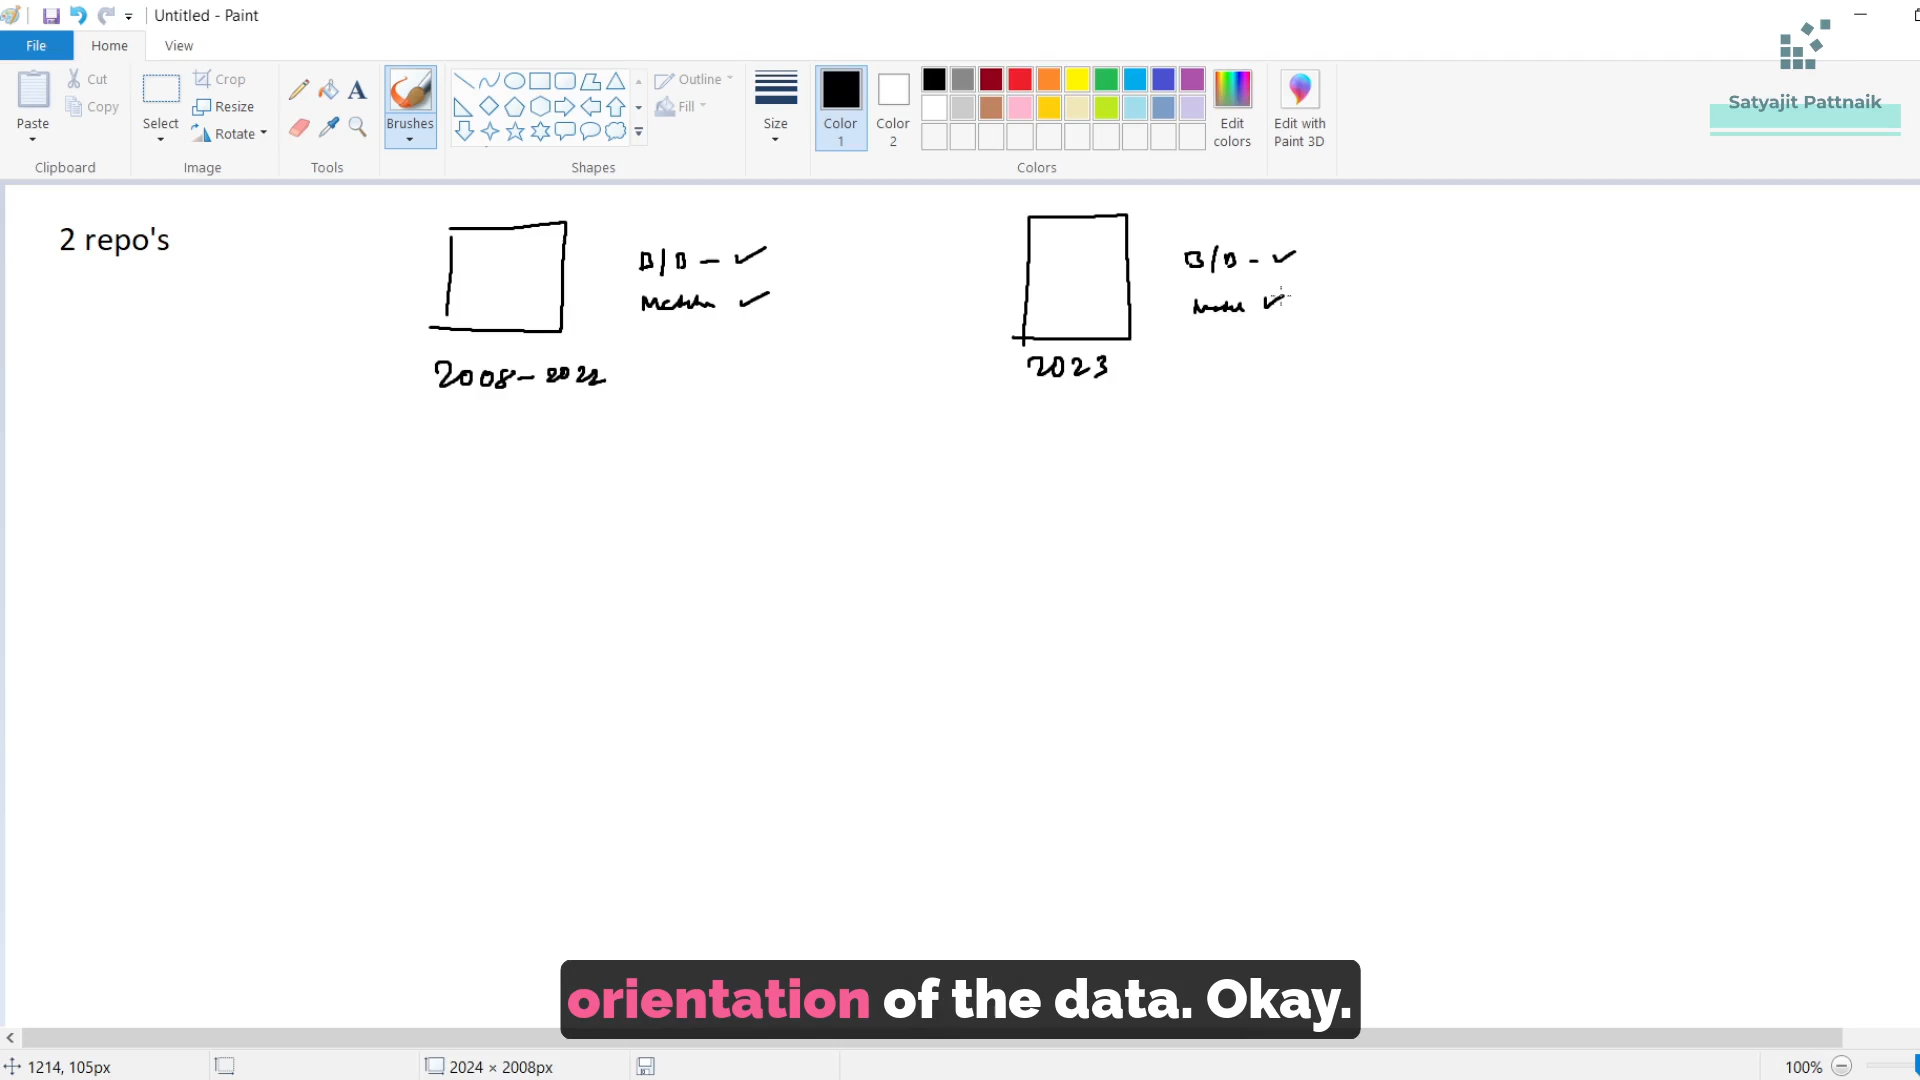 Untitled - Paint
File
Home
View
Paste
Cut
Copy
Clipboard
Select
Crop
Resize
Rotate
Image
Tools
Brushes
Shapes
Outline
Fill
Size
Color 1
Color 2
Edit colors
Colors
Edit with Paint 3D
Satyajit Pattnaik
2 repo's
B/B - ✓
Matches ✓
2008-2022
B/B - ✓
✓
2023
orientation of the data. Okay.
1214, 105px
2024 × 2008px
100%